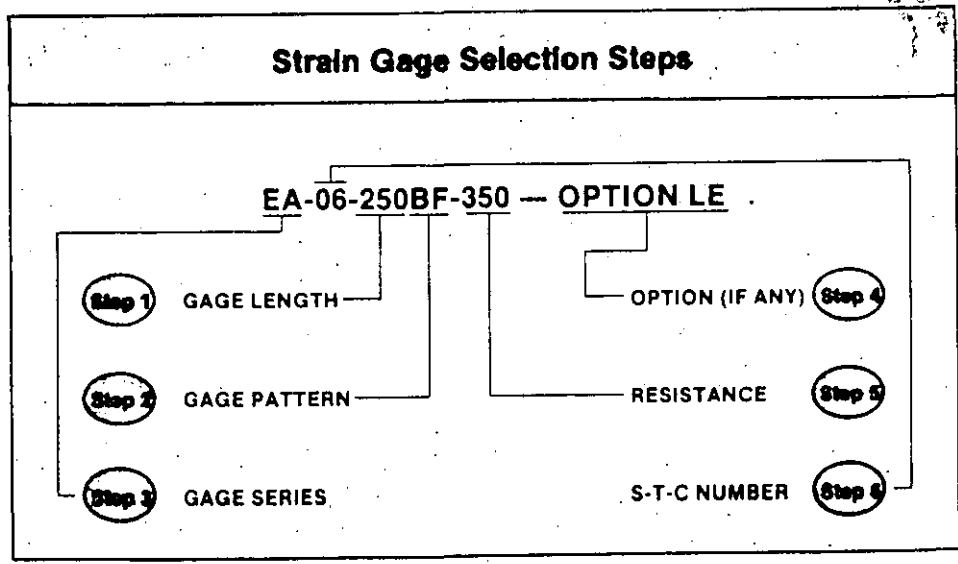 Strain Gage Selection Steps
EA-06-250BF-350 — OPTION LE
Step 1 GAGE LENGTH
OPTION (IF ANY) Step 4
Step 2 GAGE PATTERN
RESISTANCE Step 5
Step 3 GAGE SERIES
S-T-C NUMBER Step 6